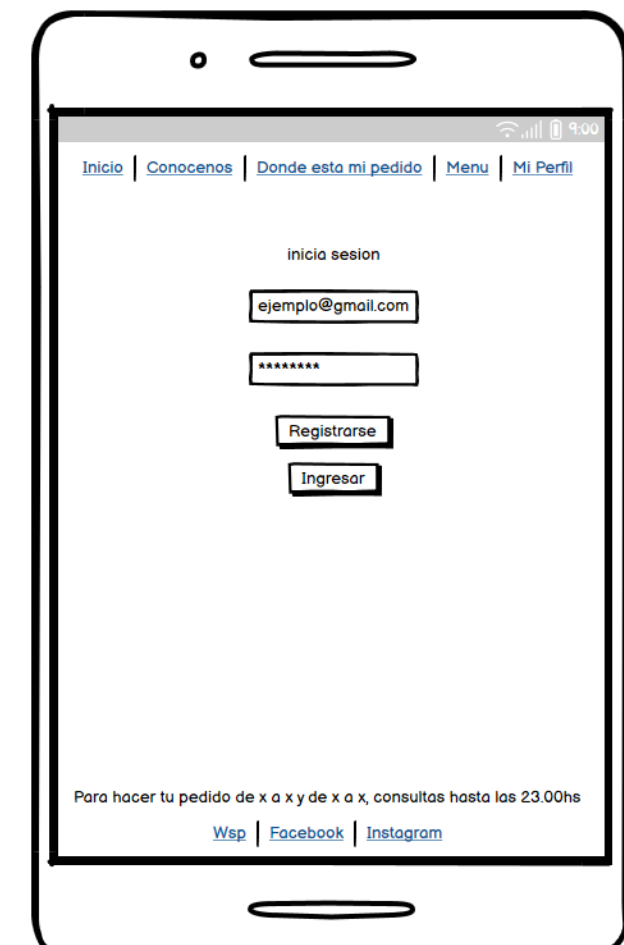 9:00
Inicio | Conocenos | Donde esta mi pedido | Menu | Mi Perfil
inicia sesion
ejemplo@gmail.com
********
Registrarse
Ingresar
Para hacer tu pedido de x a x y de x a x, consultas hasta las 23.00hs
Wsp | Facebook | Instagram